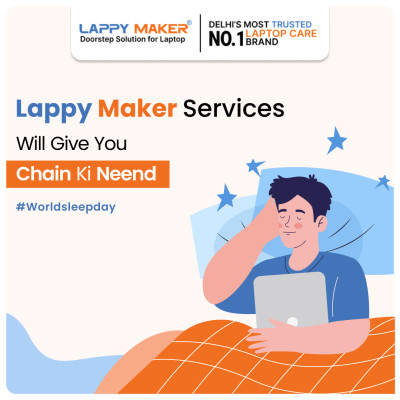 LAPPY MAKER®
Doorstep Solution for Laptop
DELHI'S MOST TRUSTED
NO.1 LAPTOP CARE BRAND
Lappy Maker Services
Will Give You
Chain Ki Neend
#Worldsleepday